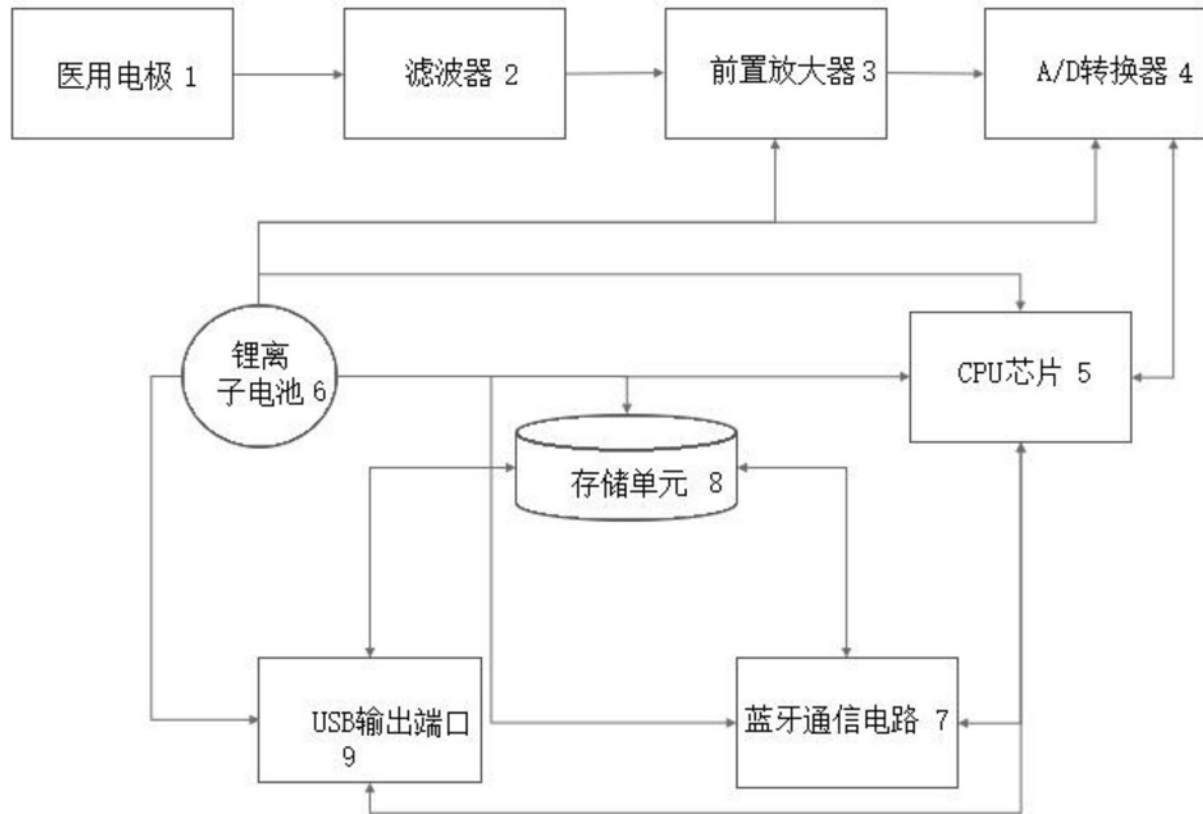 医用电极 1
滤波器 2
前置放大器 3
A/D转换器 4
锂离
子电池 6
CPU芯片 5
存储单元 8
USB输出端口
9
蓝牙通信电路 7